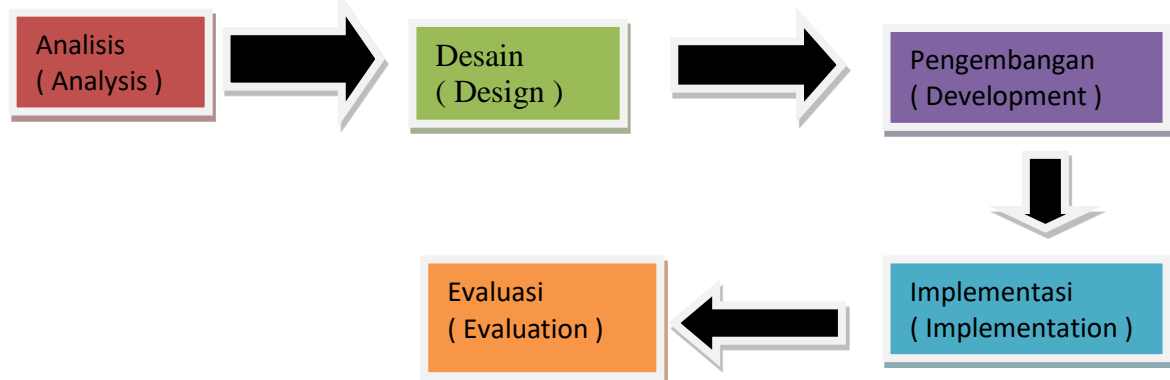 Analisis
( Analysis )
Desain
( Design )
Pengembangan
( Development )
Implementasi
( Implementation )
Evaluasi
( Evaluation )